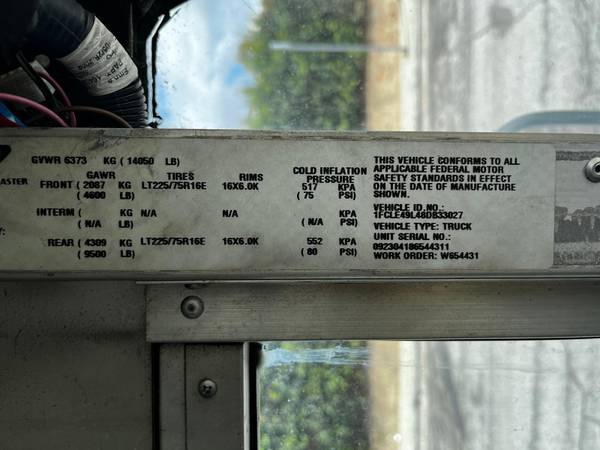 GVWR 6373 KG ( 14050 LB)
GAWR TIRES RIMS COLD INFLATION PRESSURE
ASTER FRONT ( 2087 KG LT225/75R16E 16X6.0K 517 KPA
( 4600 LB) ( 75 PSI)
INTERM ( KG N/A N/A KPA
( N/A LB) ( N/A PSI)
REAR ( 4309 KG LT225/75R16E 16X6.0K 552 KPA
( 9500 LB) ( 80 PSI)
THIS VEHICLE CONFORMS TO ALL
APPLICABLE FEDERAL MOTOR
SAFETY STANDARDS IN EFFECT
ON THE DATE OF MANUFACTURE
SHOWN.
VEHICLE ID. NO.:
1FCLE49L48DB33027
VEHICLE TYPE: TRUCK
UNIT SERIAL NO.:
092304186544311
WORK ORDER: W654431